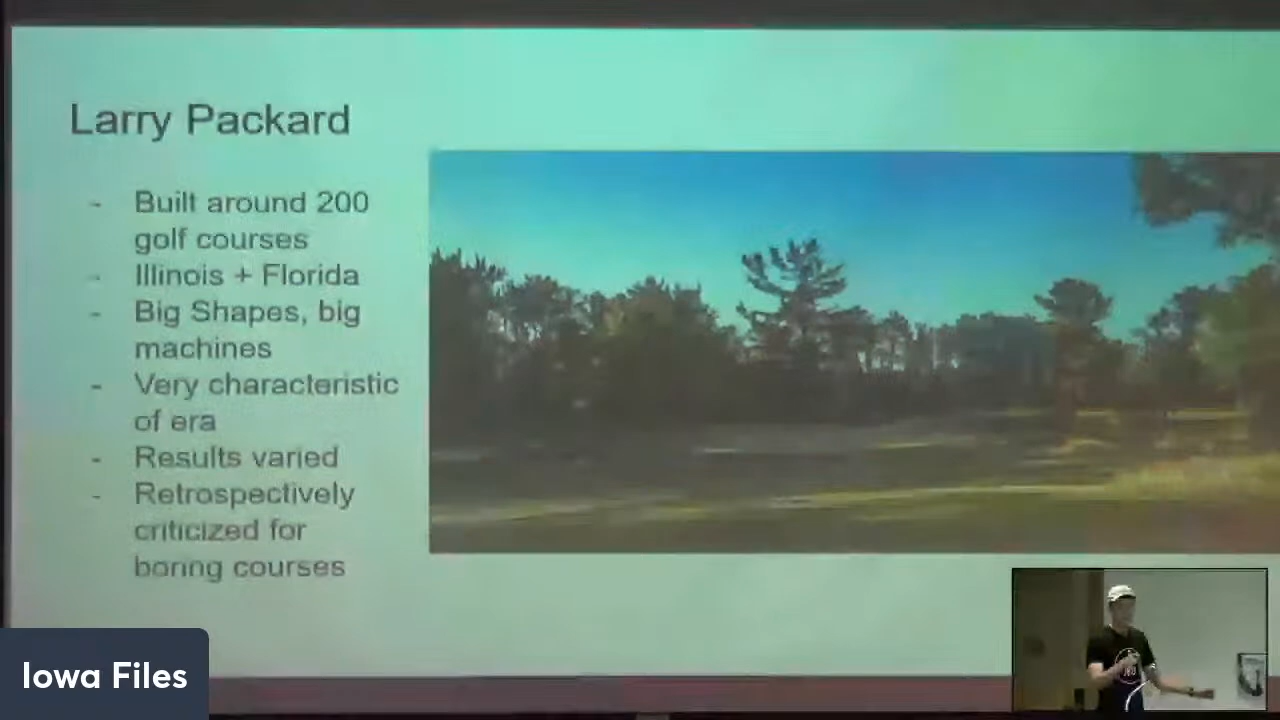 Larry Packard
- Built around 200
golf courses
- Illinois + Florida
- Big Shapes, big
machines
- Very characteristic
of era
- Results varied
- Retrospectively
criticized for
boring courses
Iowa Files